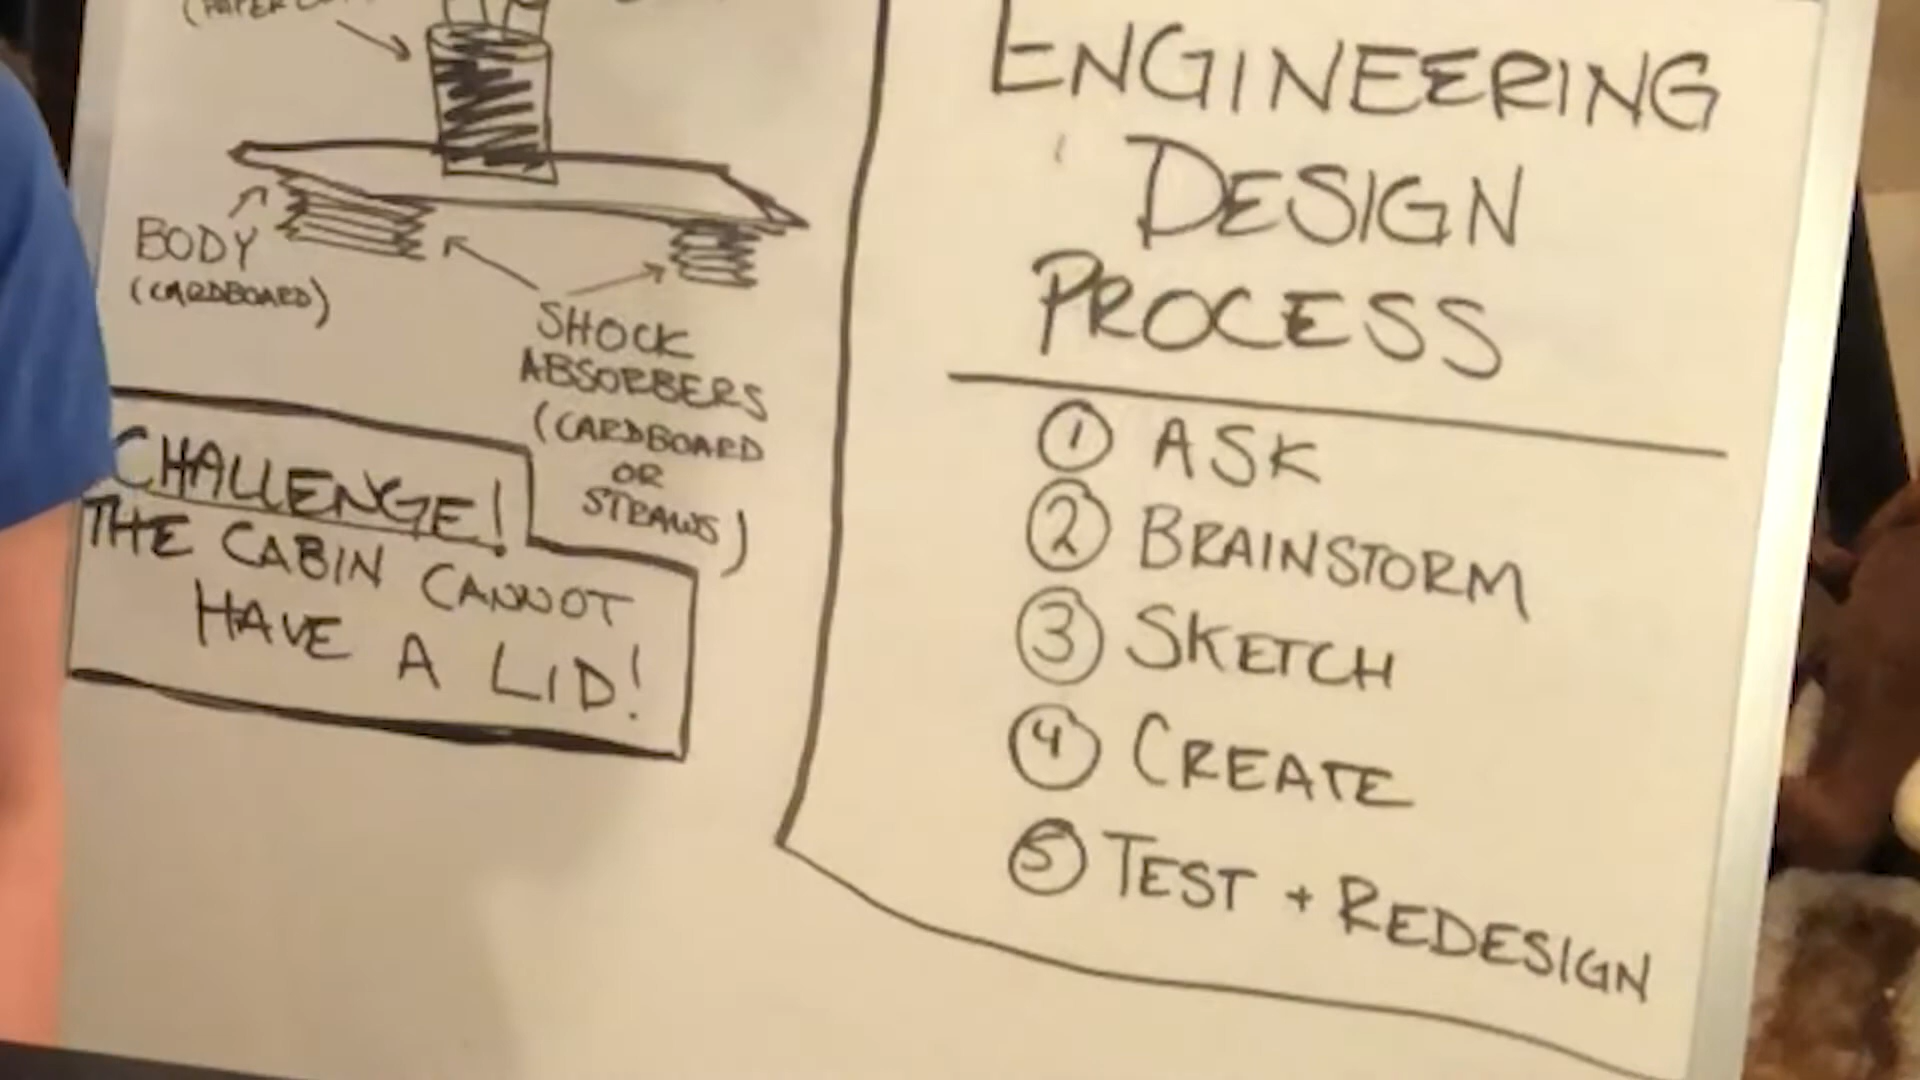 (PAPER
BODY
(CARDBOARD)
SHOCK
ABSORBERS
(CARDBOARD
OR
STRAWS)
CHALLENGE!
THE CABIN CANNOT
HAVE A LID!
ENGINEERING
DESIGN
PROCESS
1 ASK
2 BRAINSTORM
3 SKETCH
4 CREATE
5 TEST + REDESIGN